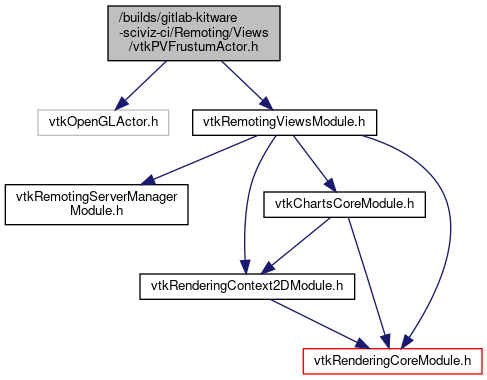 /builds/gitlab-kitware
-sciviz-ci/Remoting/Views
/vtkPVFrustumActor.h
vtkOpenGLActor.h
vtkRemotingViewsModule.h
vtkRemotingServerManager
Module.h
vtkChartsCoreModule.h
vtkRenderingContext2DModule.h
vtkRenderingCoreModule.h